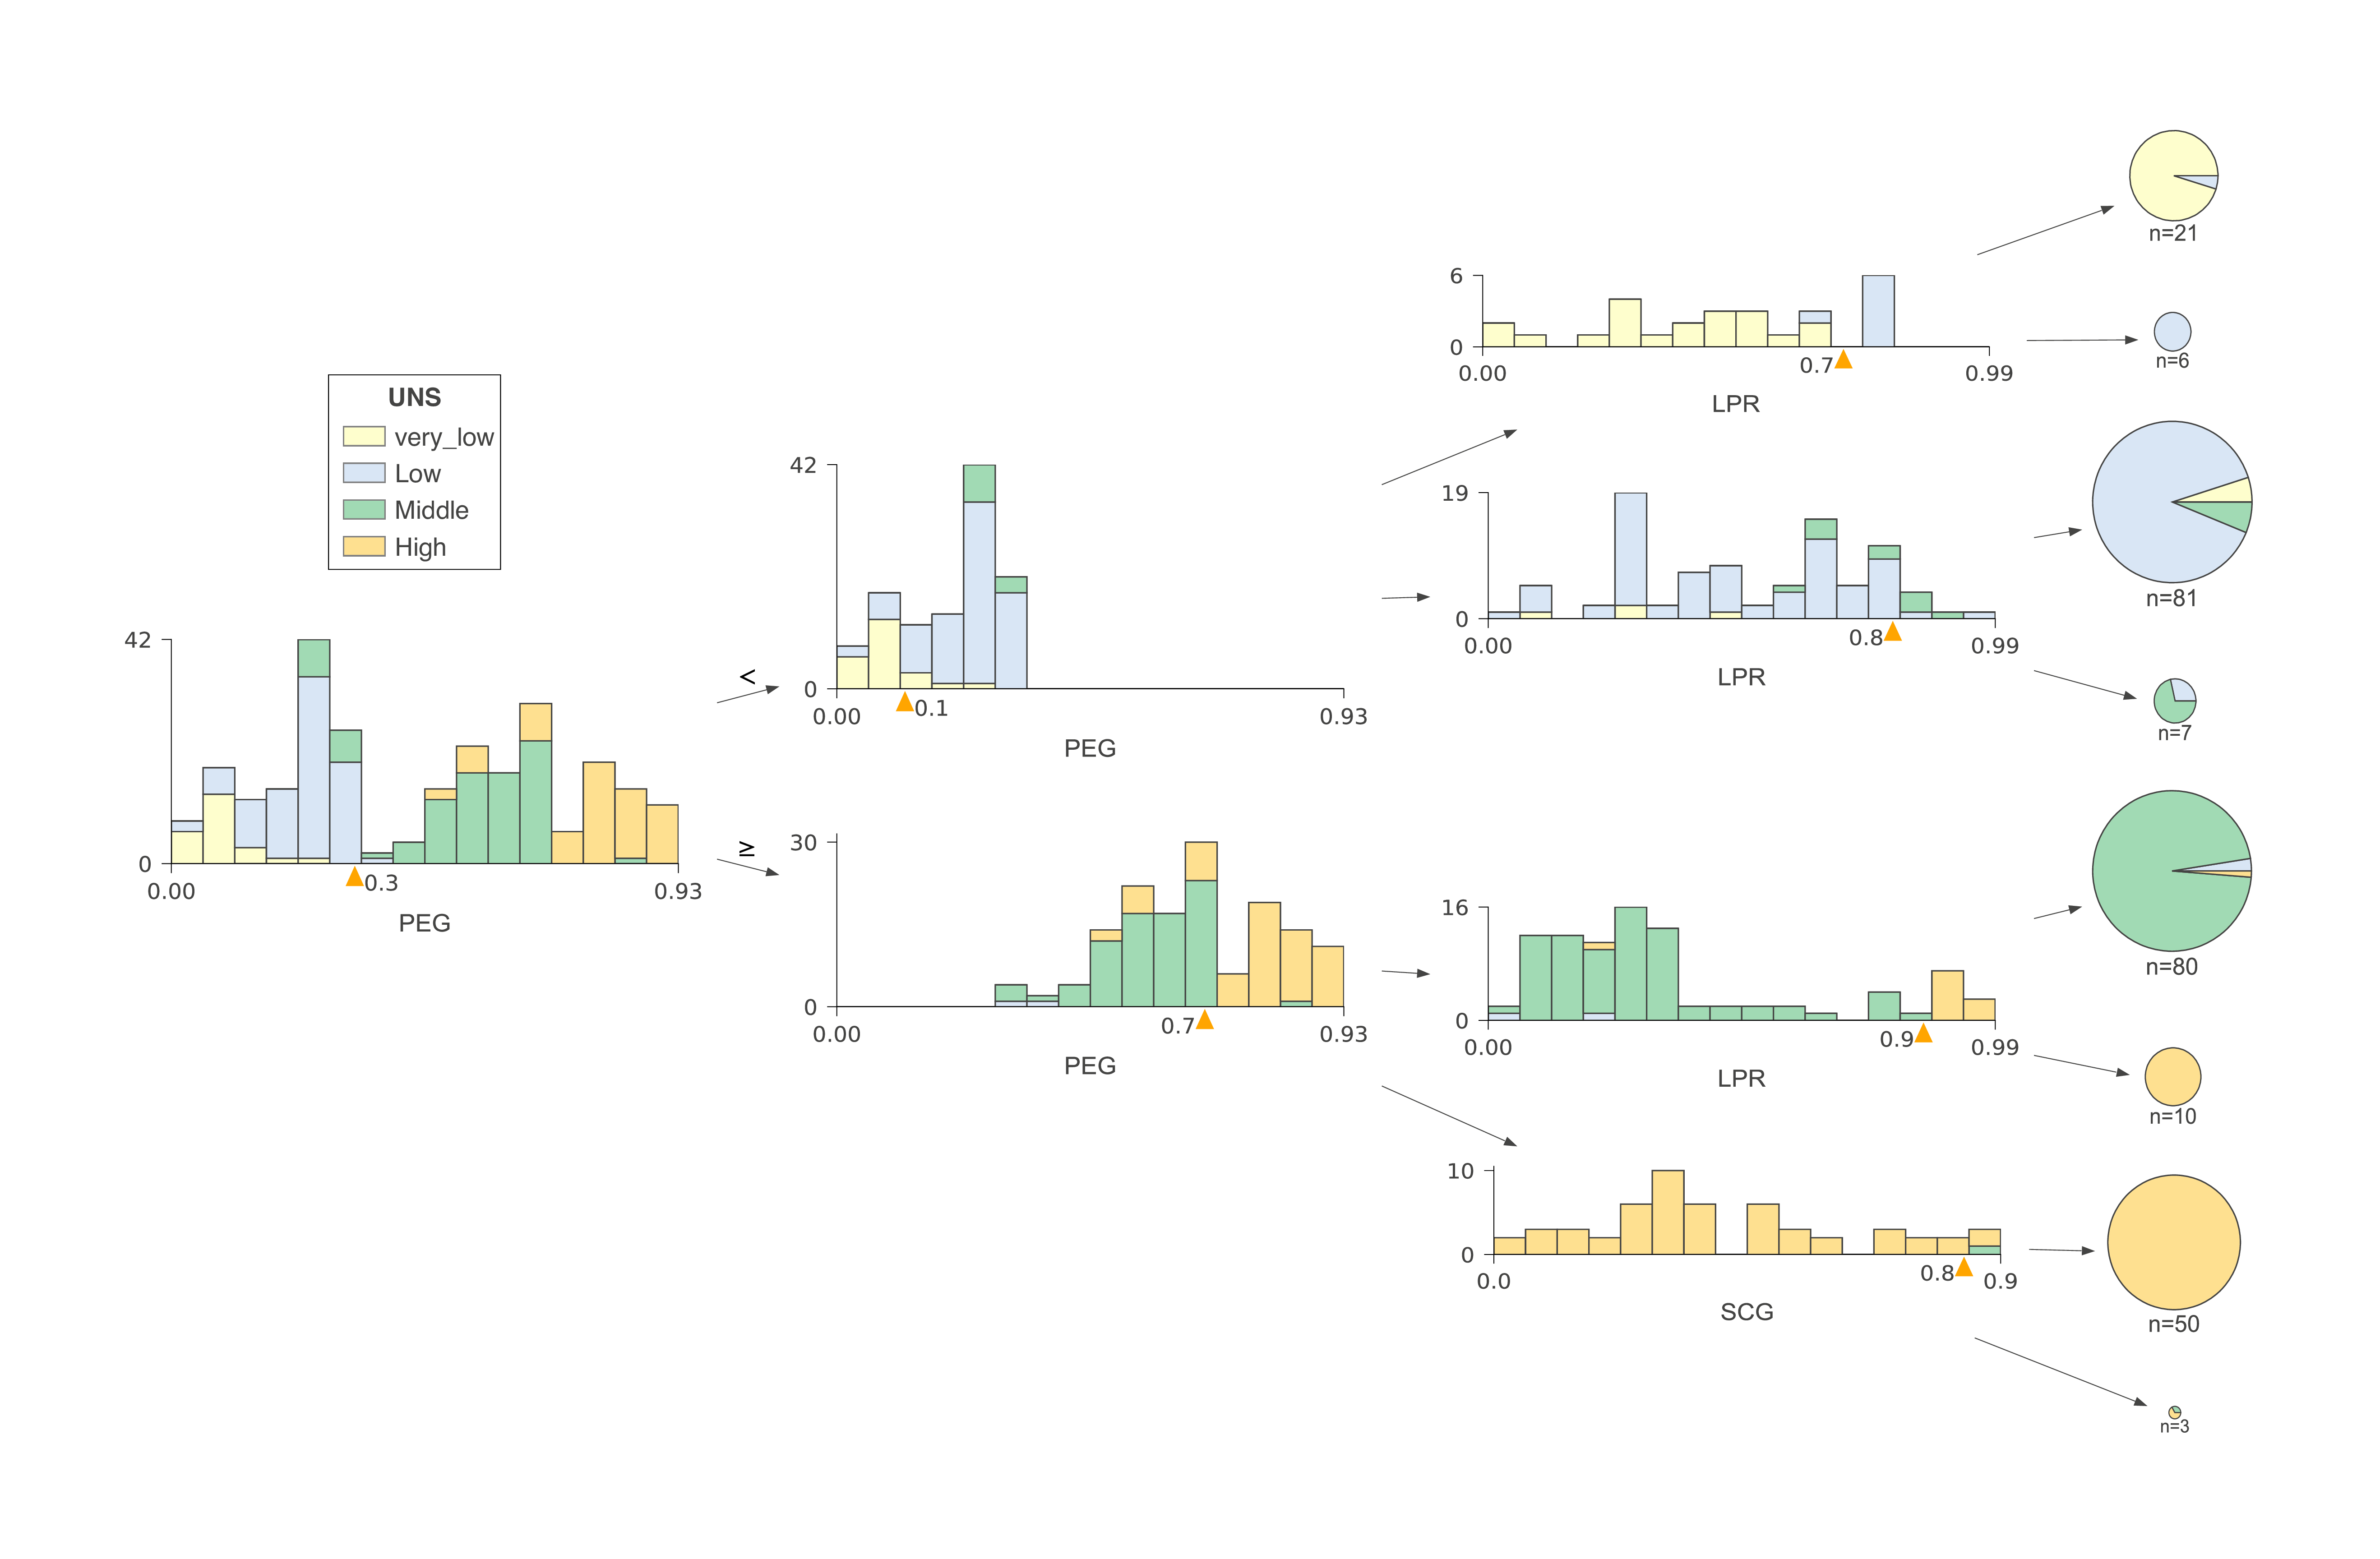 UNS
very_low
Low
Middle
High
42
0
0.3
0.00
0.93
PEG
<
≥
42
0
0.1
0.00
0.93
PEG
30
0
0.7
0.00
0.93
PEG
6
0
0.7
0.00
0.99
LPR
19
0
0.8
0.00
0.99
LPR
16
0
0.9
0.00
0.99
LPR
10
0
0.8
0.0
0.9
SCG
n=21
n=6
n=81
n=7
n=80
n=10
n=50
n=3